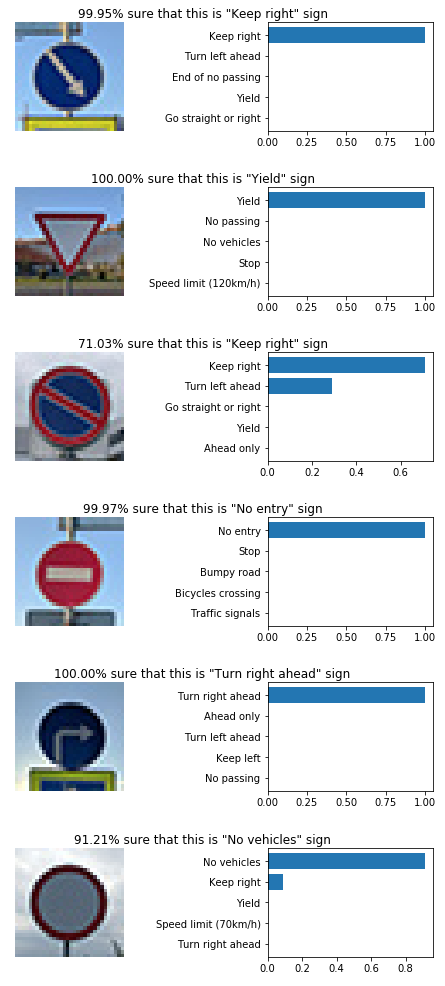 99.95% sure that this is "Keep right" sign
Keep right
Turn left ahead
End of no passing
Yield
Go straight or right
0.00 0.25 0.50 0.75 1.00
100.00% sure that this is "Yield" sign
Yield
No passing
No vehicles
Stop
Speed limit (120km/h)
0.00 0.25 0.50 0.75 1.00
71.03% sure that this is "Keep right" sign
Keep right
Turn left ahead
Go straight or right
Yield
Ahead only
0.0 0.2 0.4 0.6
99.97% sure that this is "No entry" sign
No entry
Stop
Bumpy road
Bicycles crossing
Traffic signals
0.00 0.25 0.50 0.75 1.00
100.00% sure that this is "Turn right ahead" sign
Turn right ahead
Ahead only
Turn left ahead
Keep left
No passing
0.00 0.25 0.50 0.75 1.00
91.21% sure that this is "No vehicles" sign
No vehicles
Keep right
Yield
Speed limit (70km/h)
Turn right ahead
0.0 0.2 0.4 0.6 0.8